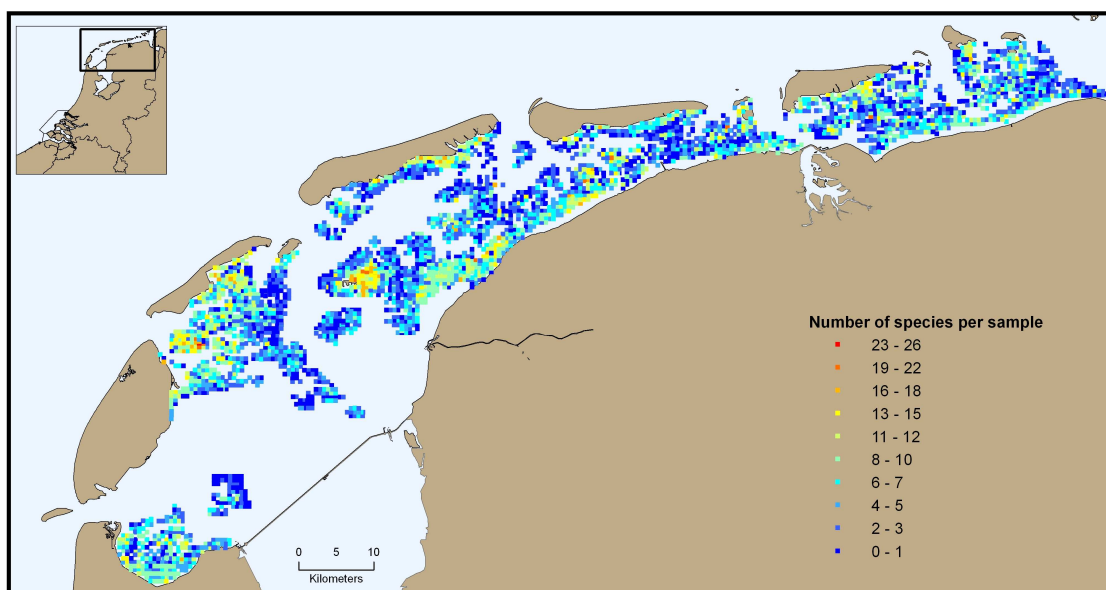 Number of species per sample
23 - 26
19 - 22
16 - 18
13 - 15
11 - 12
8 - 10
6 - 7
4 - 5
2 - 3
0 - 1
0 5 10
Kilometers